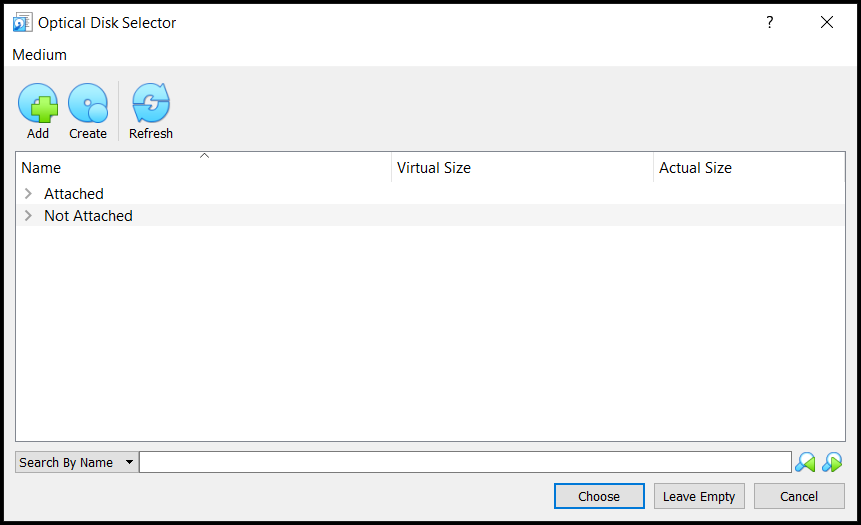 Optical Disk Selector ?
Medium
Add Create Refresh
Name Virtual Size Actual Size
Attached
Not Attached
Search By Name
Choose Leave Empty Cancel